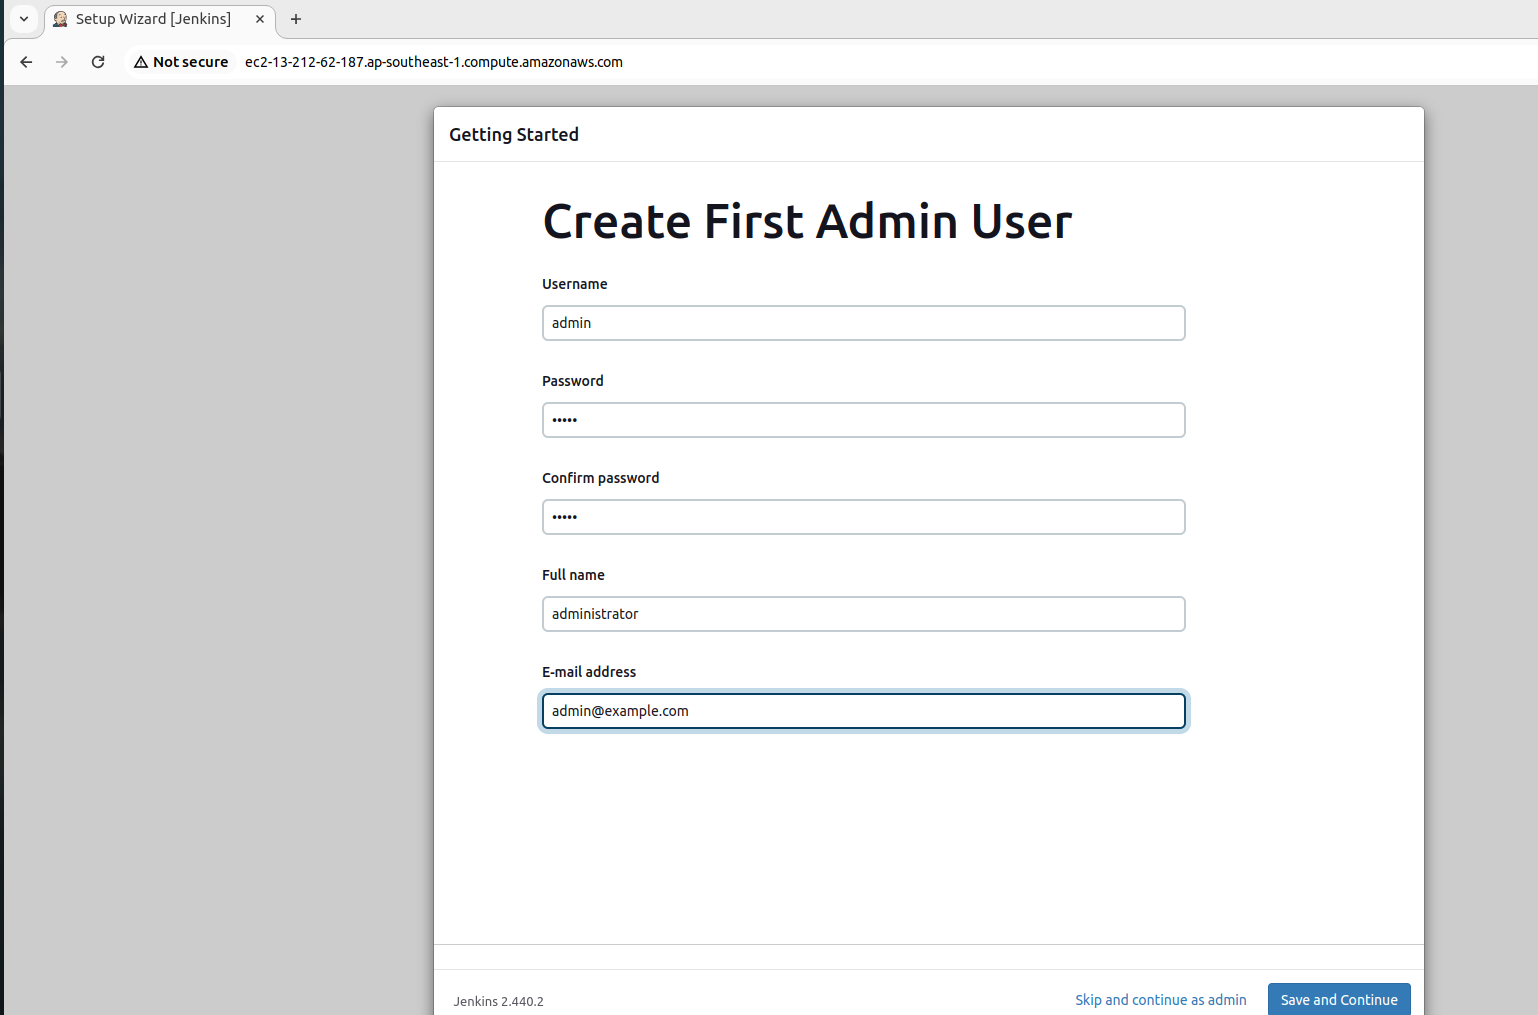 Setup Wizard [Jenkins]
Not secure ec2-13-212-62-187.ap-southeast-1.compute.amazonaws.com
Getting Started
Create First Admin User
Username
admin
Password
•••••
Confirm password
•••••
Full name
administrator
E-mail address
admin@example.com
Jenkins 2.440.2 Skip and continue as admin Save and Continue